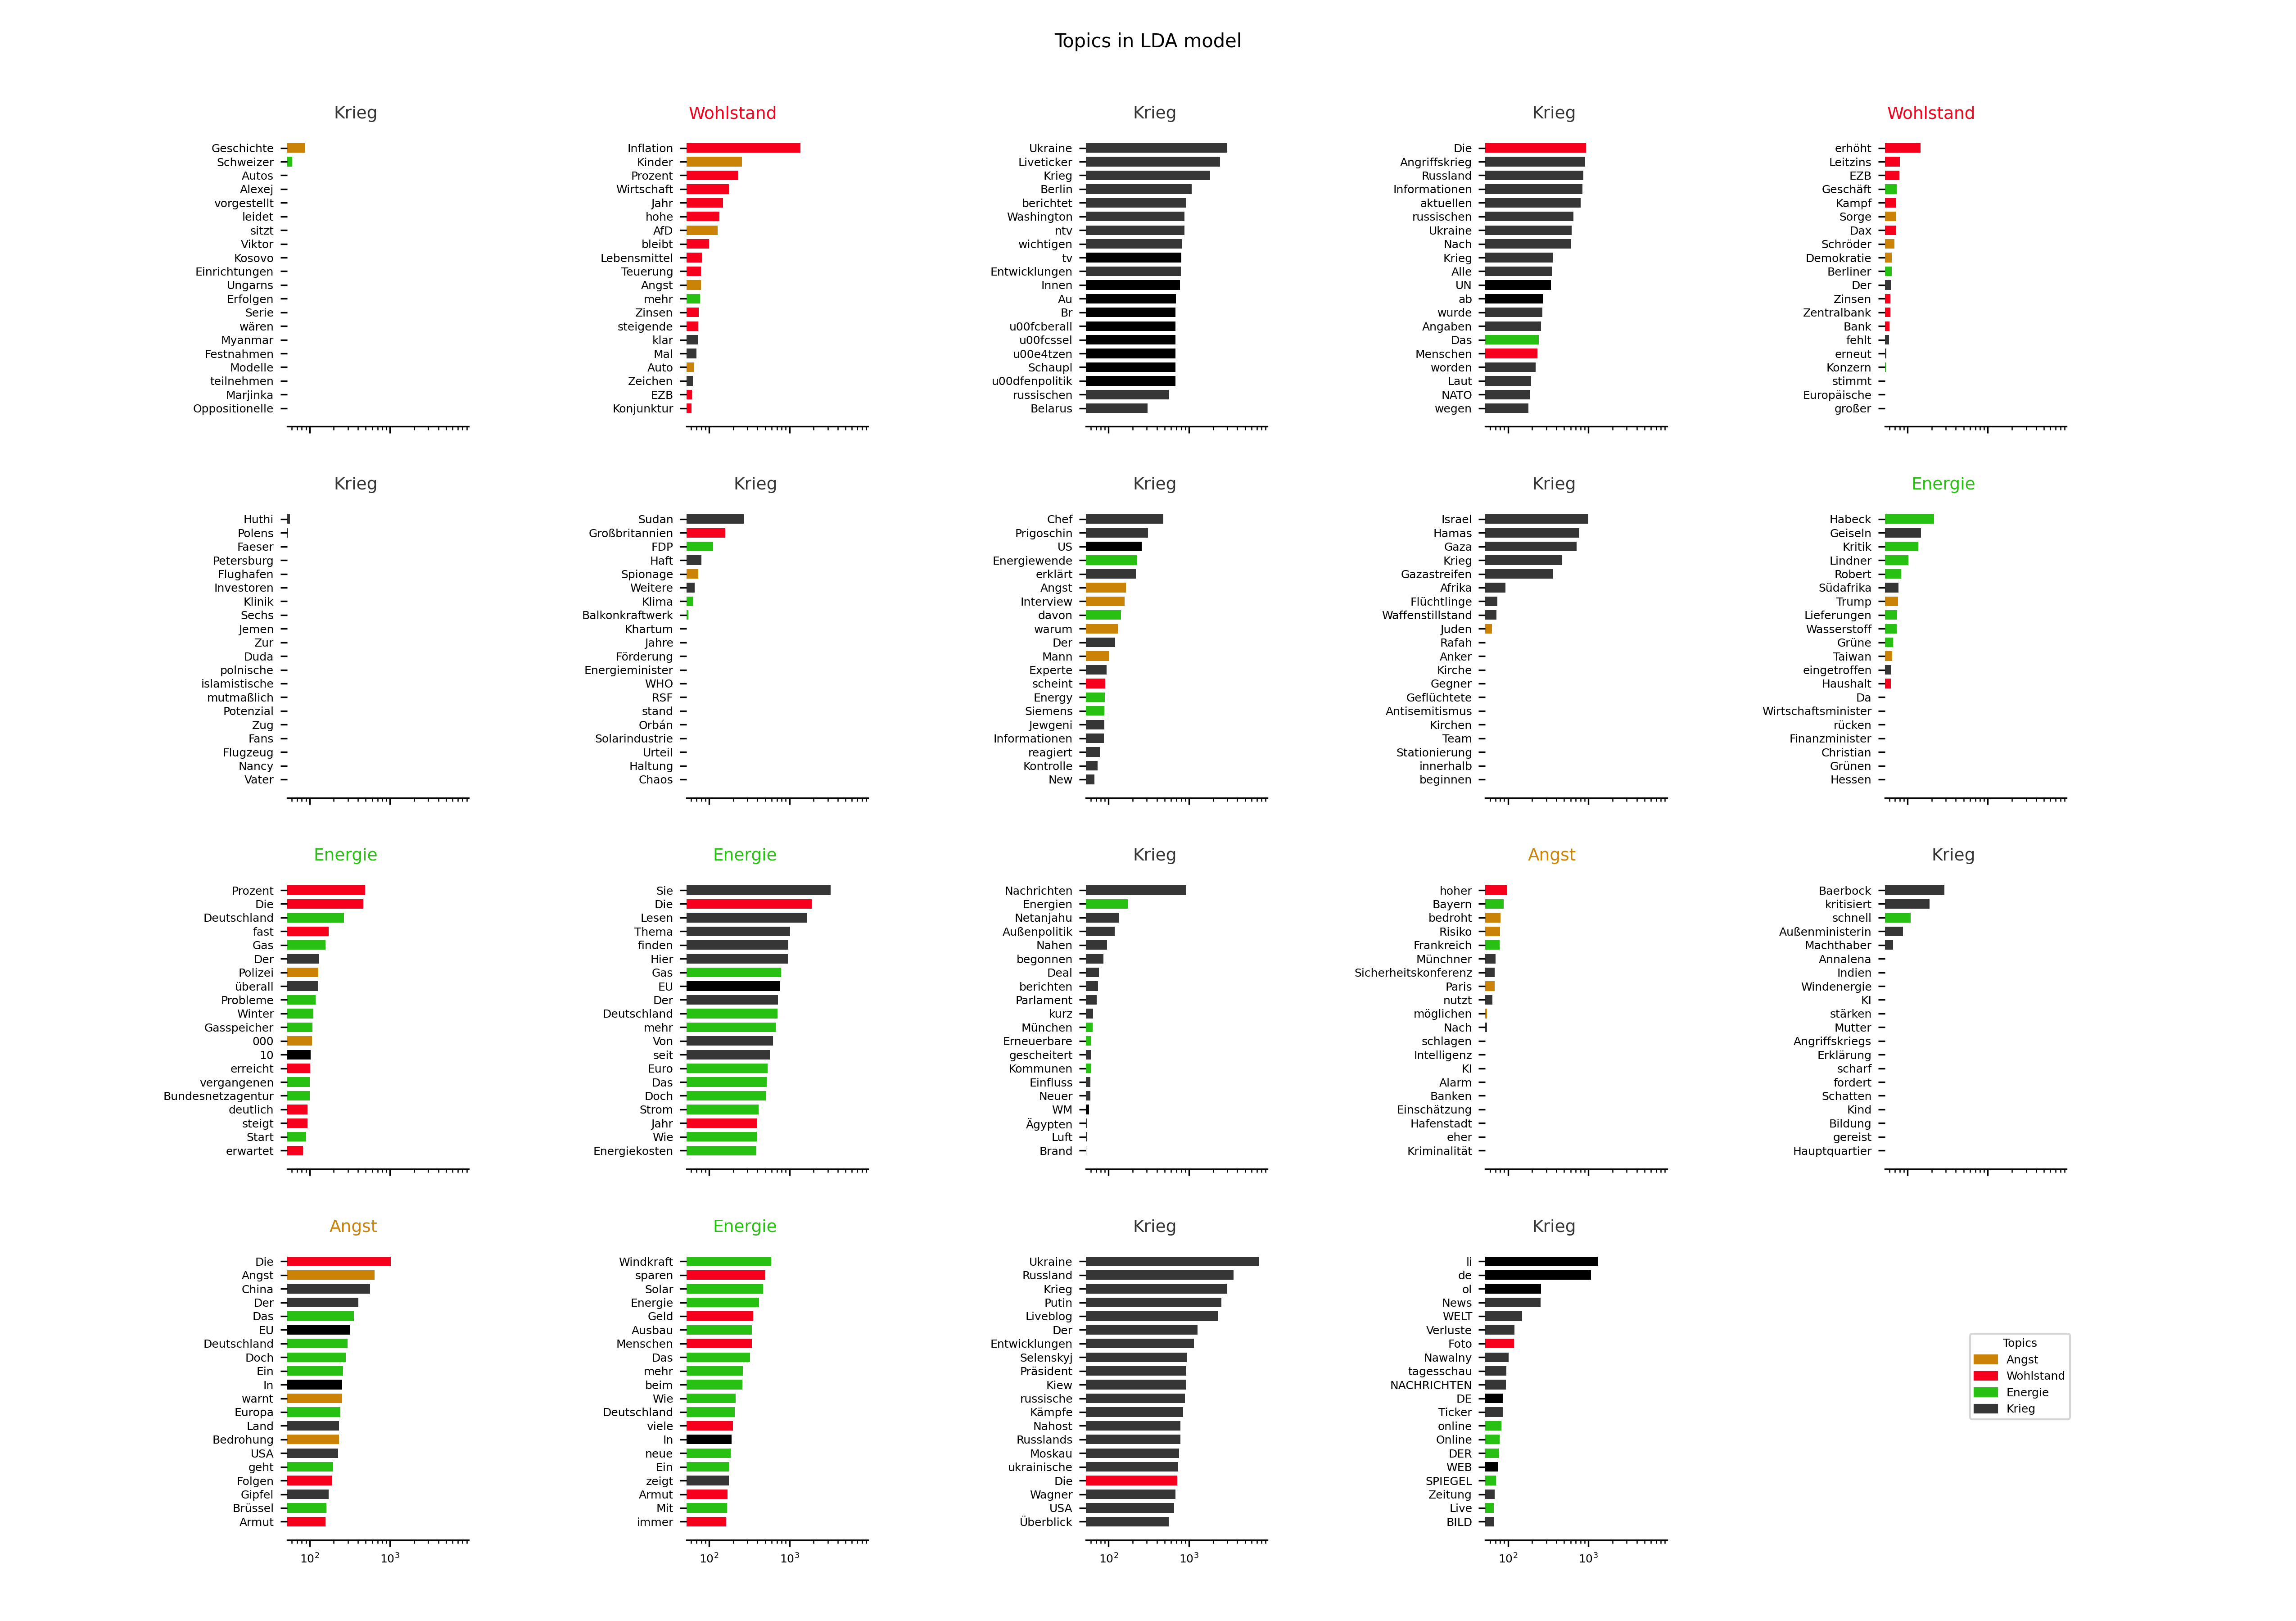 Topics in LDA model
Krieg
Geschichte
Schweizer
Autos
Alexej
vorgestellt
leidet
sitzt
Viktor
Kosovo
Einrichtungen
Ungarns
Erfolgen
Serie
wären
Myanmar
Festnahmen
Modelle
teilnehmen
Marjinka
Oppositionelle
Wohlstand
Inflation
Kinder
Prozent
Wirtschaft
Jahr
hohe
AfD
bleibt
Lebensmittel
Teuerung
Angst
mehr
Zinsen
steigende
klar
Mal
Auto
Zeichen
EZB
Konjunktur
Krieg
Ukraine
Liveticker
Krieg
Berlin
berichtet
Washington
ntv
wichtigen
tv
Entwicklungen
Innen
Au
Br
u00fcberall
u00fcssel
u00e4tzen
Schaupl
u00dfenpolitik
russischen
Belarus
Krieg
Die
Angriffskrieg
Russland
Informationen
aktuellen
russischen
Ukraine
Nach
Krieg
Alle
UN
ab
wurde
Angaben
Das
Menschen
worden
Laut
NATO
wegen
Wohlstand
erhöht
Leitzins
EZB
Geschäft
Kampf
Sorge
Dax
Schröder
Demokratie
Berliner
Der
Zinsen
Zentralbank
Bank
fehlt
erneut
Konzern
stimmt
Europäische
großer
Krieg
Huthi
Polens
Faeser
Petersburg
Flughafen
Investoren
Klinik
Sechs
Jemen
Zur
Duda
polnische
islamistische
mutmaßlich
Potenzial
Zug
Fans
Flugzeug
Nancy
Vater
Krieg
Sudan
Großbritannien
FDP
Haft
Spionage
Weitere
Klima
Balkonkraftwerk
Khartum
Jahre
Förderung
Energieminister
WHO
RSF
stand
Orbán
Solarindustrie
Urteil
Haltung
Chaos
Krieg
Chef
Prigoschin
US
Energiewende
erklärt
Angst
Interview
davon
warum
Der
Mann
Experte
scheint
Energy
Siemens
Jewgeni
Informationen
reagiert
Kontrolle
New
Krieg
Israel
Hamas
Gaza
Krieg
Gazastreifen
Afrika
Flüchtlinge
Waffenstillstand
Juden
Rafah
Anker
Kirche
Gegner
Geflüchtete
Antisemitismus
Kirchen
Team
Stationierung
innerhalb
beginnen
Energie
Habeck
Geiseln
Kritik
Lindner
Robert
Südafrika
Trump
Lieferungen
Wasserstoff
Grüne
Taiwan
eingetroffen
Haushalt
Da
Wirtschaftsminister
rücken
Finanzminister
Christian
Grünen
Hessen
Energie
Prozent
Die
Deutschland
fast
Gas
Der
Polizei
überall
Probleme
Winter
Gasspeicher
000
10
erreicht
vergangenen
Bundesnetzagentur
deutlich
steigt
Start
erwartet
Energie
Sie
Die
Lesen
Thema
finden
Hier
Gas
EU
Der
Deutschland
mehr
Von
seit
Euro
Das
Doch
Strom
Jahr
Wie
Energiekosten
Krieg
Nachrichten
Energien
Netanjahu
Außenpolitik
Nahen
begonnen
Deal
berichten
Parlament
kurz
München
Erneuerbare
gescheitert
Kommunen
Einfluss
Neuer
WM
Ägypten
Luft
Brand
Angst
hoher
Bayern
bedroht
Risiko
Frankreich
Münchner
Sicherheitskonferenz
Paris
nutzt
möglichen
Nach
schlagen
Intelligenz
KI
Alarm
Banken
Einschätzung
Hafenstadt
eher
Kriminalität
Krieg
Baerbock
kritisiert
schnell
Außenministerin
Machthaber
Annalena
Indien
Windenergie
KI
stärken
Mutter
Angriffskriegs
Erklärung
scharf
fordert
Schatten
Kind
Bildung
gereist
Hauptquartier
Angst
Die
Angst
China
Der
Das
EU
Deutschland
Doch
Ein
In
warnt
Europa
Land
Bedrohung
USA
geht
Folgen
Gipfel
Brüssel
Armut
10² 10³
Energie
Windkraft
sparen
Solar
Energie
Geld
Ausbau
Menschen
Das
mehr
beim
Wie
Deutschland
viele
In
neue
Ein
zeigt
Armut
Mit
immer
10² 10³
Krieg
Ukraine
Russland
Krieg
Putin
Liveblog
Der
Entwicklungen
Selenskyj
Präsident
Kiew
russische
Kämpfe
Nahost
Russlands
Moskau
ukrainische
Die
Wagner
USA
Überblick
10² 10³
Krieg
li
de
ol
News
WELT
Verluste
Foto
Nawalny
tagesschau
NACHRICHTEN
DE
Ticker
online
Online
DER
WEB
SPIEGEL
Zeitung
Live
BILD
10² 10³
Topics
Angst
Wohlstand
Energie
Krieg